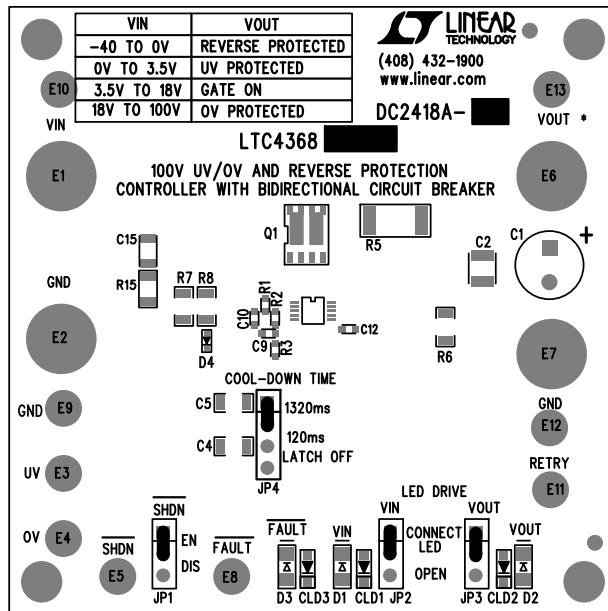 VIN VOUT
-40 TO 0V REVERSE PROTECTED
0V TO 3.5V UV PROTECTED
3.5V TO 18V GATE ON
18V TO 100V OV PROTECTED
LINEAR
TECHNOLOGY
(408) 432-1900
www.linear.com
DC2418A-
E10
E13
VIN
VOUT *
LTC4368
100V UV/OV AND REVERSE PROTECTION
CONTROLLER WITH BIDIRECTIONAL CIRCUIT BREAKER
E1
E6
Q1
R5
C15
C2
C1
+
R15
R7 R8
R1
R2
C10
C9
R3
C12
R6
D4
GND
E2
E7
COOL-DOWN TIME
C5
1320ms
C4
120ms
LATCH OFF
JP4
GND
E9
GND
E12
UV
E3
RETRY
E11
OV
E4
SHDN
E5
SHDN
EN
DIS
JP1
FAULT
E8
FAULT
D3 CLD3
VIN
D1 CLD1
LED DRIVE
VIN
CONNECT
LED
OPEN
JP2
VOUT
JP3
VOUT
CLD2 D2